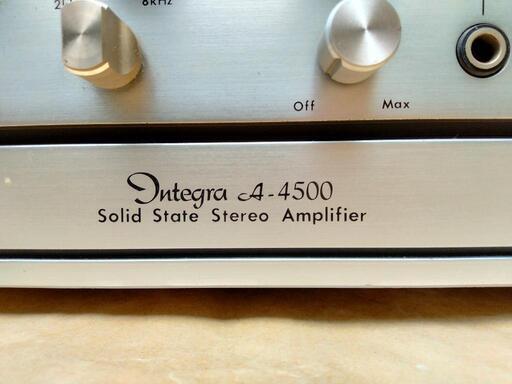 8KHz
Off Max
Integra A-4500
Solid State Stereo Amplifier